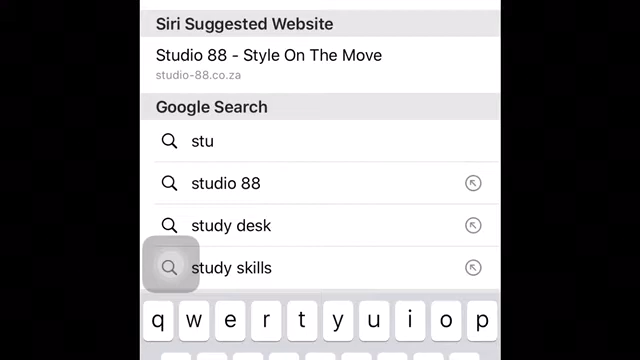 Siri Suggested Website
Studio 88 - Style On The Move
studio-88.co.za
Google Search
stu
studio 88
study desk
study skills
q w e r t y u i o p